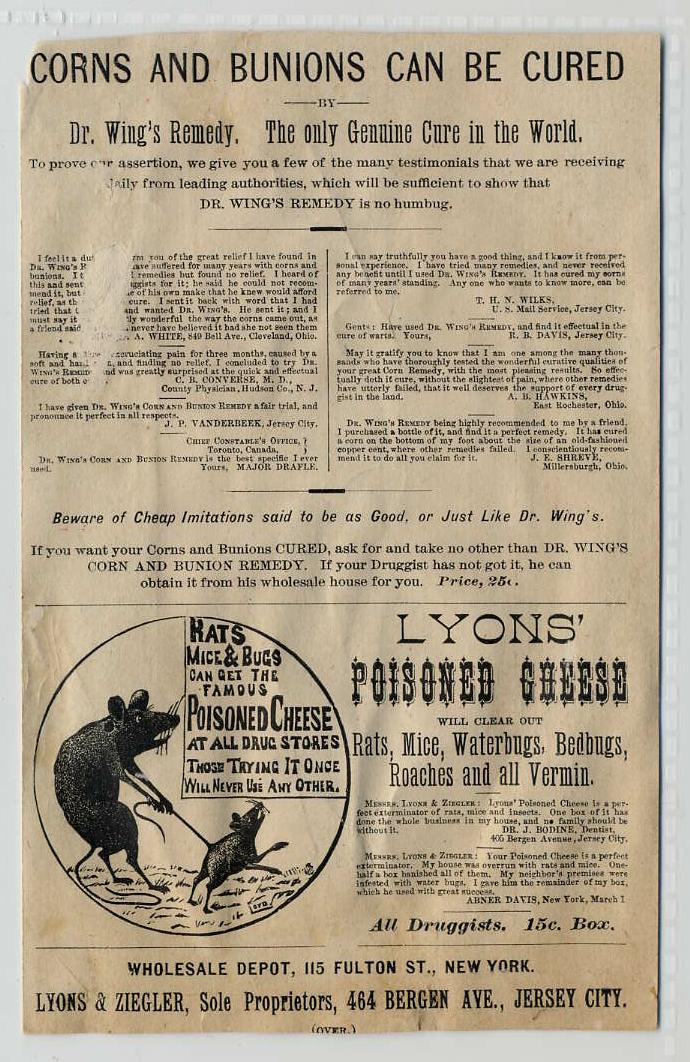 CORNS AND BUNIONS CAN BE CURED
BY
Dr. Wing's Remedy. The only Genuine Cure in the World.
To prove our assertion, we give you a few of the many testimonials that we are receiving
daily from leading authorities, which will be sufficient to show that
DR. WING'S REMEDY is no humbug.
I feel it a du rm you of the great relief I have found in
DR. WING'S R ave suffered for many years with corns and
bunions. I t l remedies but found no relief. I heard of
this and sent ggists for it; he said he could not recom-
mend it, but e of his own make that he knew would afford
relief, as th cure. I sent it back with word that I had
tried that and wanted DR. WING'S. He sent it; and I
must say it ly wonderful the way the corns came out, as
a friend said never have believed it had she not seen them
A. WHITE, 849 Bell Ave., Cleveland, Ohio.
Having excruciating pain for three months, caused by a
soft and har , and finding no relief. I concluded to try DR.
WING'S REMED and was greatly surprised at the quick and effectual
cure of both C. B. CONVERSE, M. D.,
County Physician, Hudson Co., N. J.
I have given DR. WING'S CORN AND BUNION REMEDY a fair trial, and
pronounce it perfect in all respects.
J. P. VANDERBEEK, Jersey City.
CHIEF CONSTABLE'S OFFICE, }
Toronto, Canada, }
DR. WING'S CORN AND BUNION REMEDY is the best specific I ever
used. Yours, MAJOR DRAFLE.
I can say truthfully you have a good thing, and I know it from per-
sonal experience. I have tried many remedies, and never received
any benefit until I used DR. WING'S REMEDY. It has cured my corns
of many years' standing. Any one who wants to know more, can be
referred to me.
T. H. N. WILKS,
U. S. Mail Service, Jersey City.
Gents: Have used DR. WING'S REMEDY, and find it effectual in the
cure of warts. Yours, R. B. DAVIS, Jersey City.
May it gratify you to know that I am one among the many thou-
sands who have thoroughly tested the wonderful curative qualities of
your great Corn Remedy, with the most pleasing results. So effec-
tually doth it cure, without the slightest of pain, where other remedies
have utterly failed, that it well deserves the support of every drug-
gist in the land. A. B. HAWKINS,
East Rochester, Ohio.
DR. WING'S REMEDY being highly recommended to me by a friend,
I purchased a bottle of it, and find it a perfect remedy. It has cured
a corn on the bottom of my foot about the size of an old-fashioned
copper cent, where other remedies failed. I conscientiously recom-
mend it to do all you claim for it. J. E. SHREVE,
Millersburgh, Ohio.
Beware of Cheap Imitations said to be as Good, or Just Like Dr. Wing's.
If you want your Corns and Bunions CURED, ask for and take no other than DR. WING'S
CORN AND BUNION REMEDY. If your Druggist has not got it, he can
obtain it from his wholesale house for you. Price, 25c.
RATS
MICE & BUGS
CAN GET THE
FAMOUS
POISONED CHEESE
AT ALL DRUG STORES
THOSE TRYING IT ONCE
WILL NEVER USE ANY OTHER.
LYONS'
POISONED CHEESE
WILL CLEAR OUT
Rats, Mice, Waterbugs, Bedbugs,
Roaches and all Vermin.
MESSRS. LYONS & ZIEGLER: Lyons' Poisoned Cheese is a per-
fect exterminator of rats, mice and insects. One box of it has
done the whole business in my house, and no family should be
without it. DR. J. BODINE, Dentist,
405 Bergen Avenue, Jersey City.
MESSRS. LYONS & ZIEGLER: Your Poisoned Cheese is a perfect
exterminator. My house was overrun with rats and mice. One-
half a box banished all of them. My neighbor's premises were
infested with water bugs. I gave him the remainder of my box,
which he used with great success.
ABNER DAVIS, New York, March 1
All Druggists. 15c. Box.
WHOLESALE DEPOT, 115 FULTON ST., NEW YORK.
LYONS & ZIEGLER, Sole Proprietors, 464 BERGEN AVE., JERSEY CITY.
(OVER.)